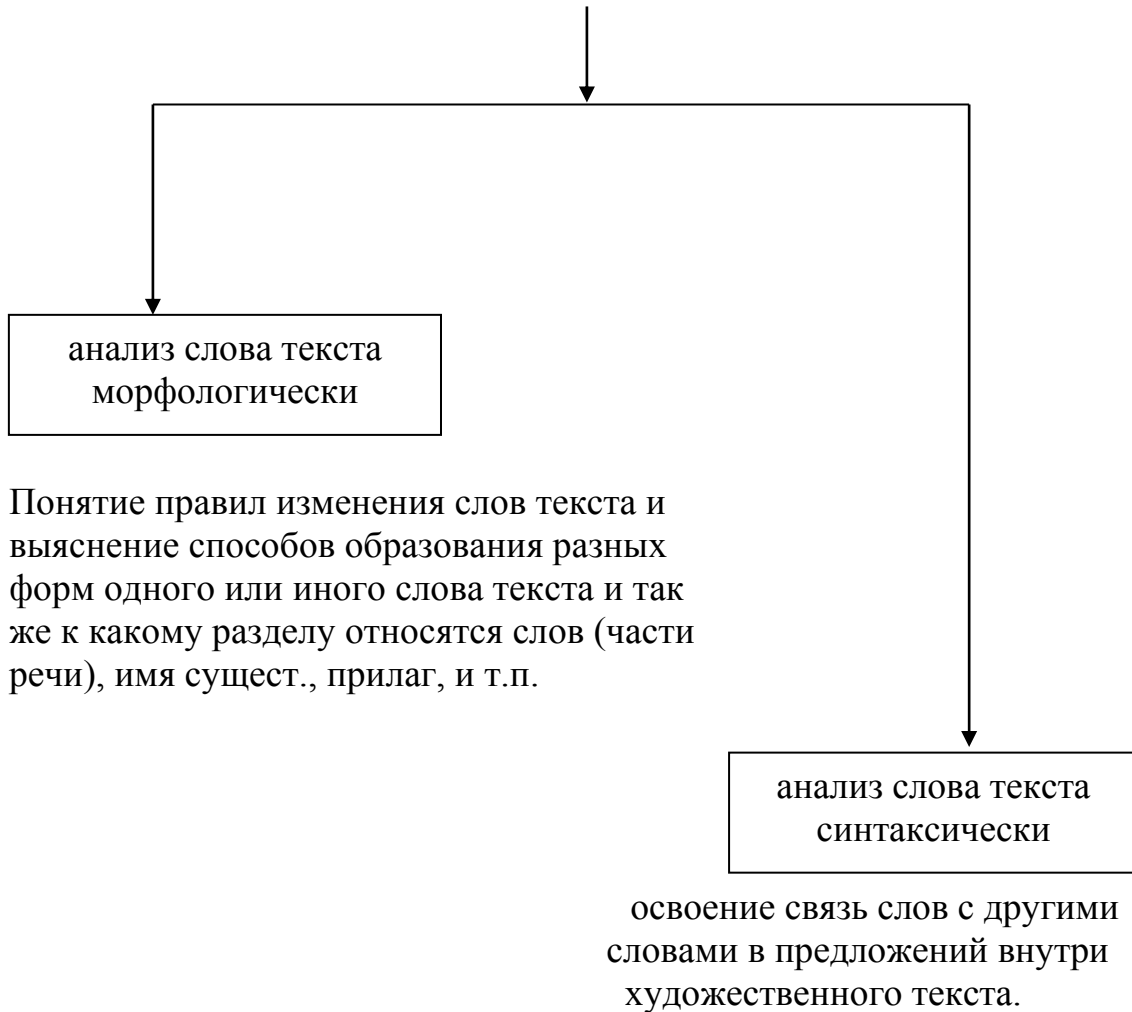 анализ слова текста
морфологически
Понятие правил изменения слов текста и
выяснение способов образования разных
форм одного или иного слова текста и так
же к какому разделу относятся слов (части
речи), имя сущест., прилаг, и т.п.
анализ слова текста
синтаксически
освоение связь слов с другими
словами в предложений внутри
художественного текста.